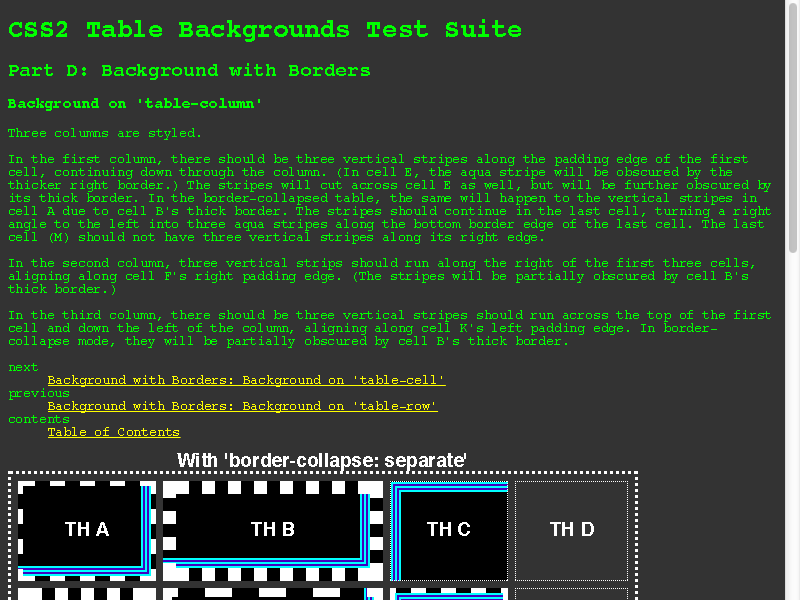 CSS2 Table Backgrounds Test Suite
Part D: Background with Borders
Background on 'table-column'
Three columns are styled.
In the first column, there should be three vertical stripes along the padding edge of the first
cell, continuing down through the column. (In cell E, the aqua stripe will be obscured by the
thicker right border.) The stripes will cut across cell E as well, but will be further obscured by
its thick border. In the border-collapsed table, the same will happen to the vertical stripes in
cell A due to cell B's thick border. The stripes should continue in the last cell, turning a right
angle to the left into three aqua stripes along the bottom border edge of the last cell. The last
cell (M) should not have three vertical stripes along its right edge.
In the second column, three vertical strips should run along the right of the first three cells,
aligning along cell F's right padding edge. (The stripes will be partially obscured by cell B's
thick border.)
In the third column, there should be three vertical stripes should run across the top of the first
cell and down the left of the column, aligning along cell K's left padding edge. In border-
collapse mode, they will be partially obscured by cell B's thick border.
next
Background with Borders: Background on 'table-cell'
previous
Background with Borders: Background on 'table-row'
contents
Table of Contents
With 'border-collapse: separate'
TH A TH B TH C TH D